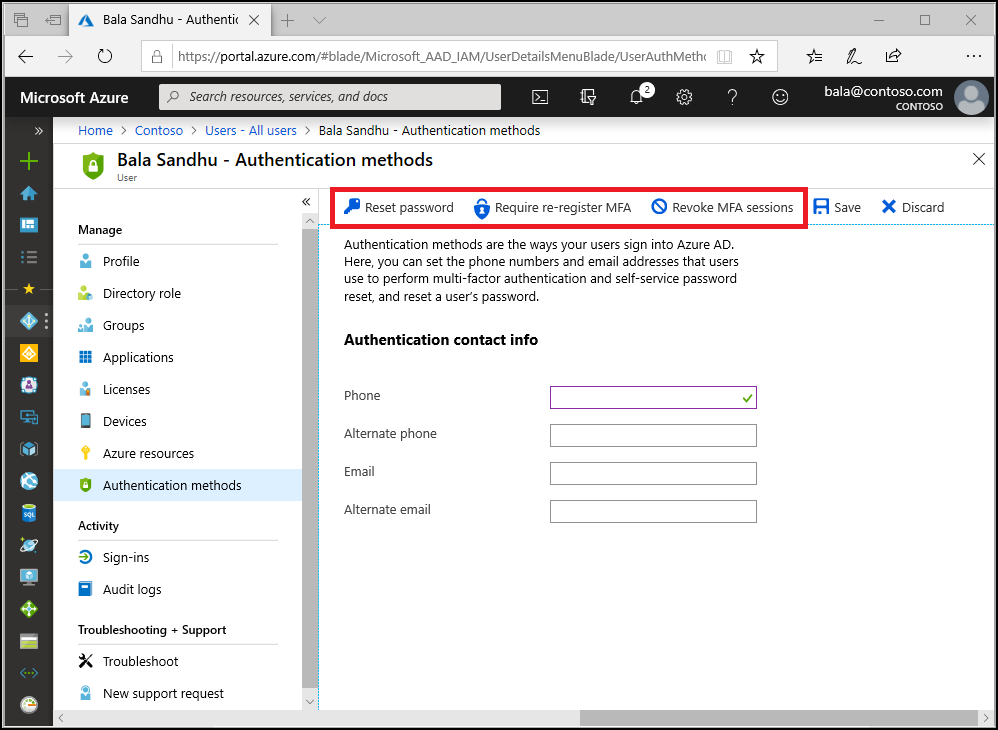 Bala Sandhu - Authentic
https://portal.azure.com/#blade/Microsoft_AAD_IAM/UserDetailsMenuBlade/UserAuthMetho
Microsoft Azure
Search resources, services, and docs
2
bala@contoso.com
CONTOSO
Home > Contoso > Users - All users > Bala Sandhu - Authentication methods
Bala Sandhu - Authentication methods
User
Reset password
Require re-register MFA
Revoke MFA sessions
Save
Discard
Manage
Profile
Directory role
Groups
Applications
Licenses
Devices
Azure resources
Authentication methods
Activity
Sign-ins
Audit logs
Troubleshooting + Support
Troubleshoot
New support request
Authentication methods are the ways your users sign into Azure AD.
Here, you can set the phone numbers and email addresses that users
use to perform multi-factor authentication and self-service password
reset, and reset a user's password.
Authentication contact info
Phone
Alternate phone
Email
Alternate email
SQL